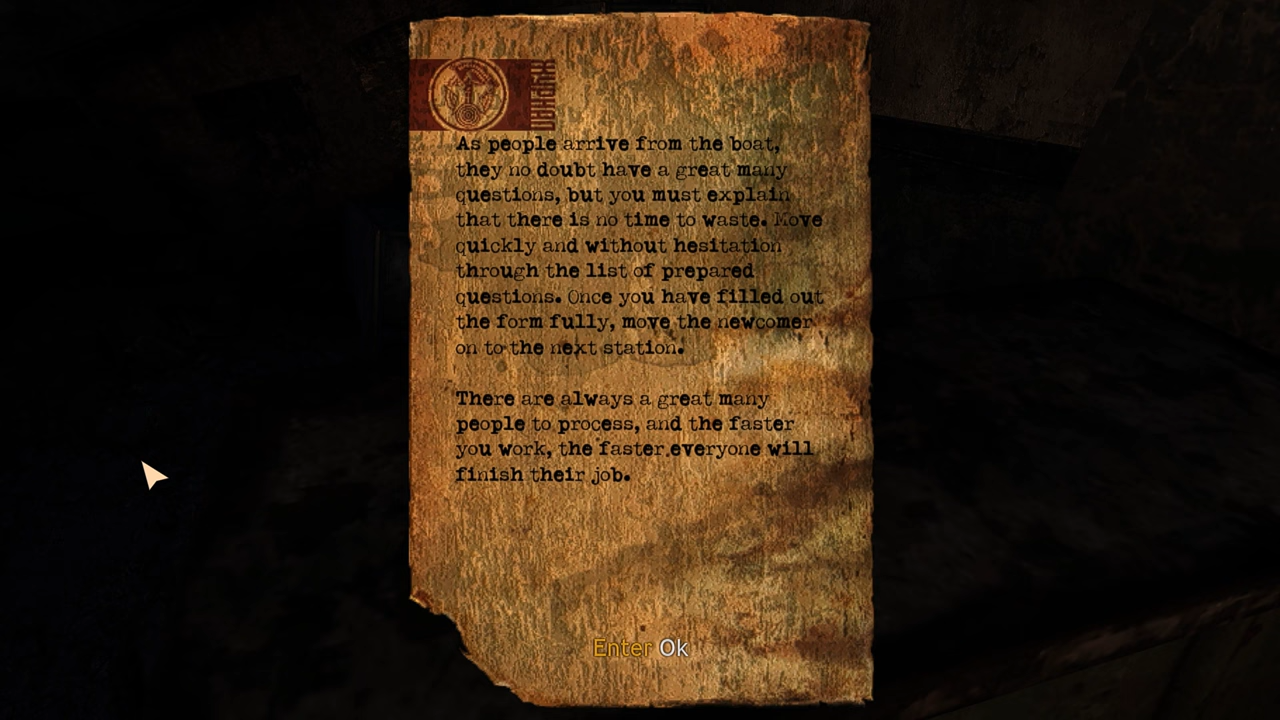 As people arrive from the boat,
they no doubt have a great many
questions, but you must explain
that there is no time to waste. Move
quickly and without hesitation
through the list of prepared
questions. Once you have filled out
the form fully, move the newcomer
on to the next station.
There are always a great many
people to process, and the faster
you work, the faster everyone will
finish their job.
Enter Ok